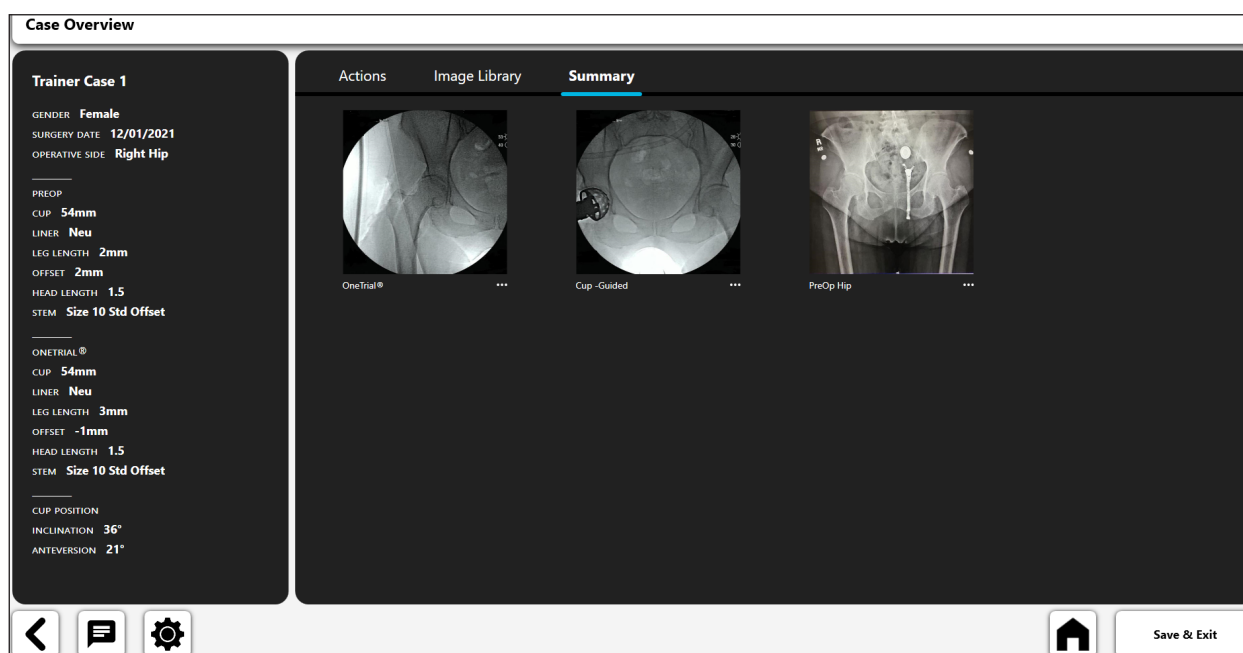 Case Overview
Trainer Case 1
GENDER Female
SURGERY DATE 12/01/2021
OPERATIVE SIDE Right Hip
PREOP
CUP 54mm
LINER Neu
LEG LENGTH 2mm
OFFSET 2mm
HEAD LENGTH 1.5
STEM Size 10 Std Offset
ONETRIAL®
CUP 54mm
LINER Neu
LEG LENGTH 3mm
OFFSET -1mm
HEAD LENGTH 1.5
STEM Size 10 Std Offset
CUP POSITION
INCLINATION 36°
ANTEVERSION 21°
Actions Image Library Summary
R
OneTrial® ...
Cup -Guided ...
PreOp Hip ...
Save & Exit